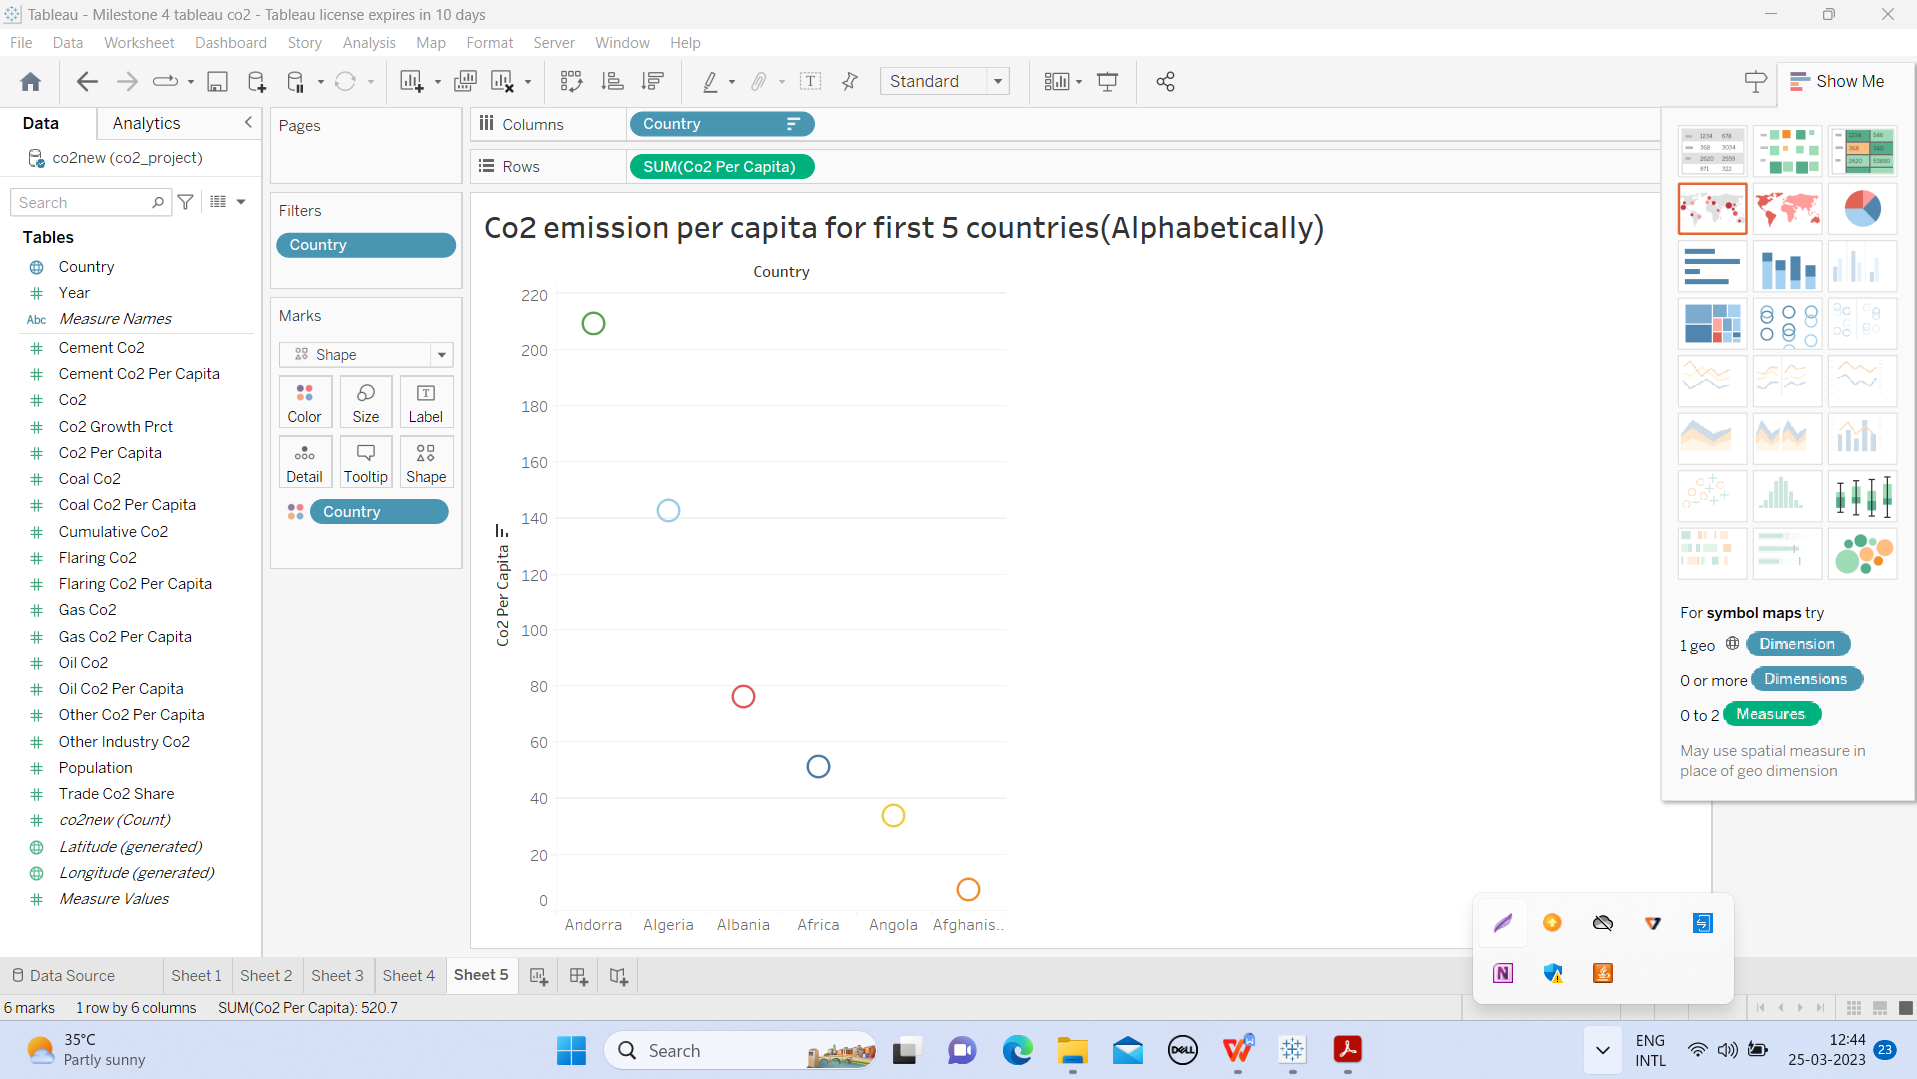 Tableau - Milestone 4 tableau co2 - Tableau license expires in 10 days
File Data Worksheet Dashboard Story Analysis Map Format Server Window Help
Standard
Show Me
Data
Analytics
co2new (co2_project)
Search
Tables
Country
Year
Abc Measure Names
Cement Co2
Cement Co2 Per Capita
Co2
Co2 Growth Prct
Co2 Per Capita
Coal Co2
Coal Co2 Per Capita
Cumulative Co2
Flaring Co2
Flaring Co2 Per Capita
Gas Co2
Gas Co2 Per Capita
Oil Co2
Oil Co2 Per Capita
Other Co2 Per Capita
Other Industry Co2
Population
Trade Co2 Share
co2new (Count)
Latitude (generated)
Longitude (generated)
Measure Values
Pages
Filters
Country
Marks
Shape
Color Size Label
Detail Tooltip Shape
Country
Columns Country
Rows SUM(Co2 Per Capita)
Co2 emission per capita for first 5 countries(Alphabetically)
Country
Co2 Per Capita
220
200
180
160
140
120
100
80
60
40
20
0
Andorra Algeria Albania Africa Angola Afghanis..
For symbol maps try
1 geo Dimension
0 or more Dimensions
0 to 2 Measures
May use spatial measure in
place of geo dimension
Data Source Sheet 1 Sheet 2 Sheet 3 Sheet 4 Sheet 5
6 marks 1 row by 6 columns SUM(Co2 Per Capita): 520.7
35°C
Partly sunny
Search
DELL
ENG
INTL
12:44
25-03-2023
23